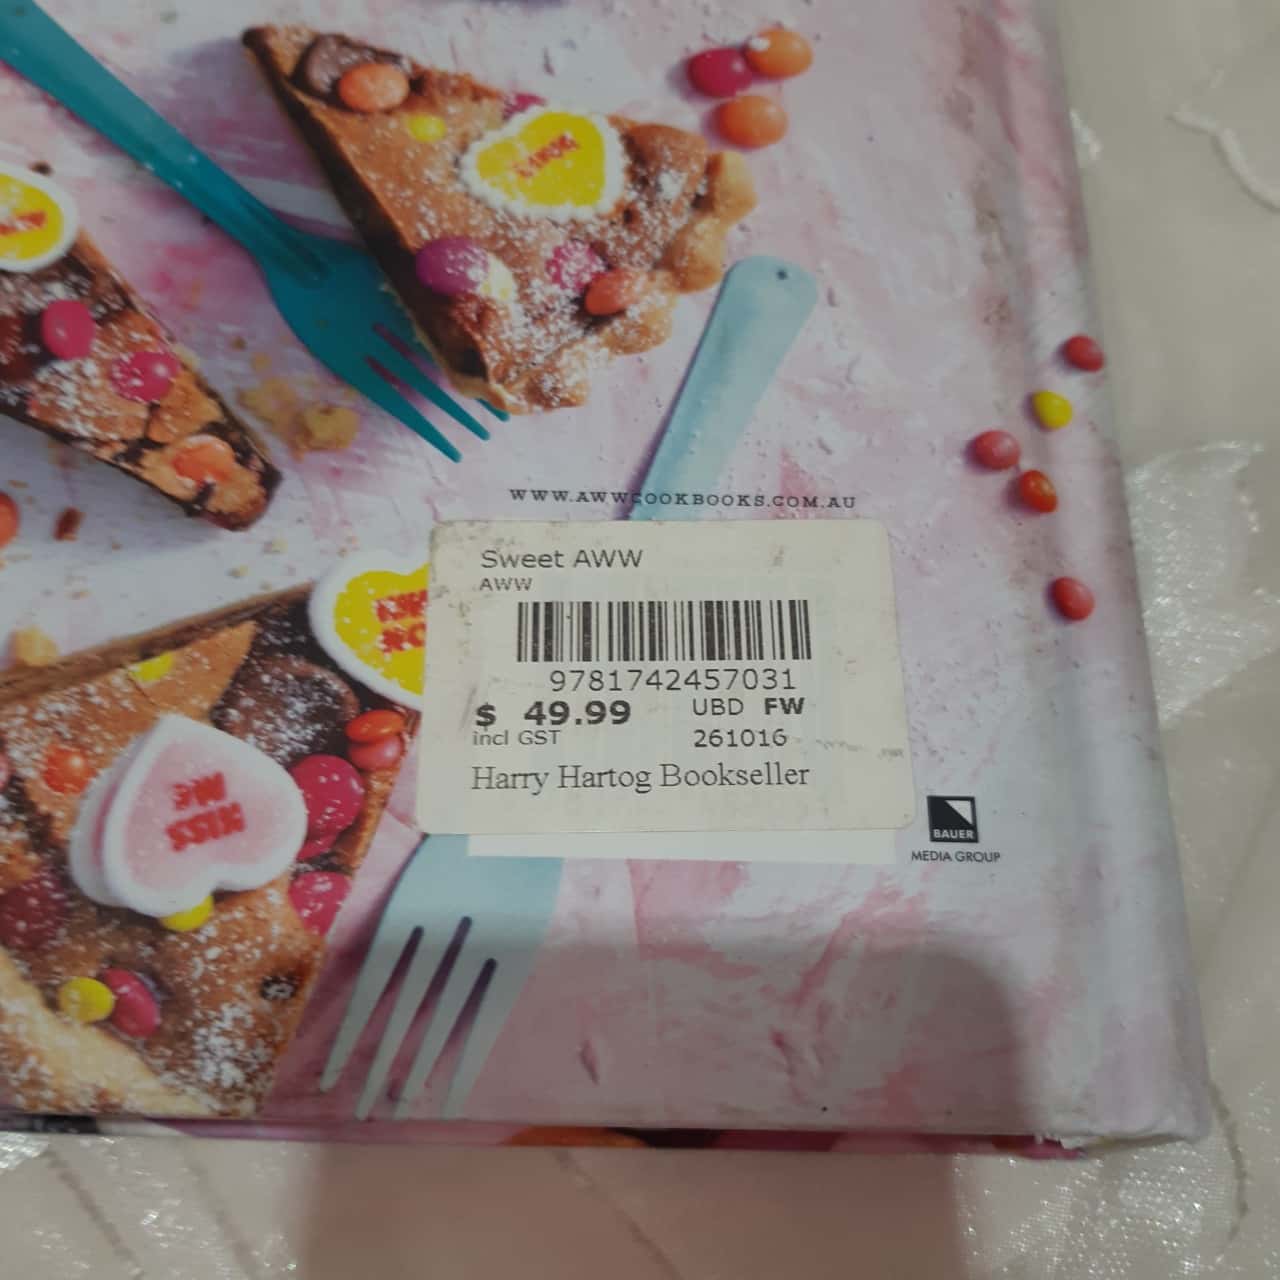 WWW.AWWCOOKBOOKS.COM.AU
Sweet AWW
AWW
9781742457031
$ 49.99 UBD FW
incl GST 261016
Harry Hartog Bookseller
BAUER
MEDIA GROUP
KISS
ME